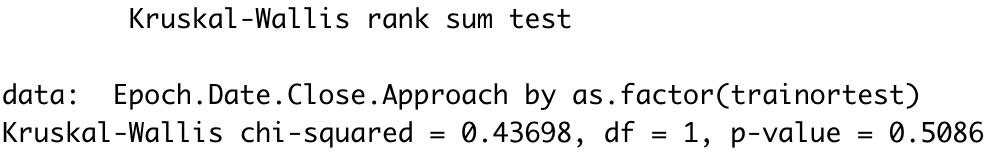 Kruskal-Wallis rank sum test
data:  Epoch.Date.Close.Approach by as.factor(trainortest)
Kruskal-Wallis chi-squared = 0.43698, df = 1, p-value = 0.5086